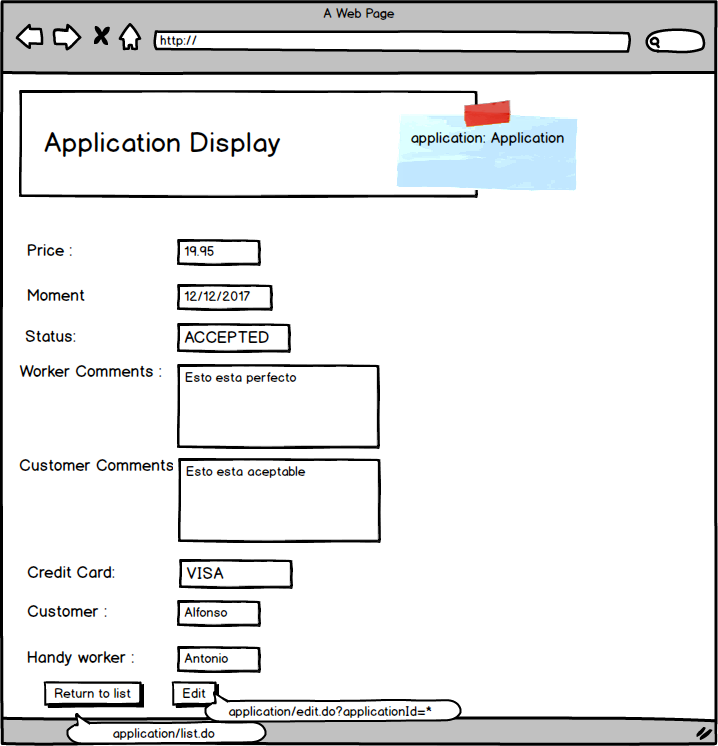 A Web Page
http://
Application Display
application: Application
Price :
19.95
Moment
12/12/2017
Status:
ACCEPTED
Worker Comments :
Esto esta perfecto
Customer Comments
Esto esta aceptable
Credit Card:
VISA
Customer :
Alfonso
Handy worker :
Antonio
Return to list
Edit
application/edit.do?applicationId=*
application/list.do